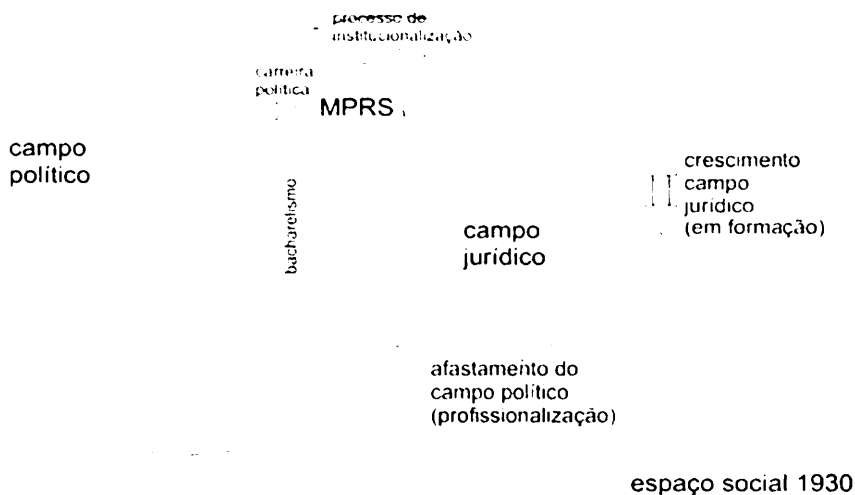 processo de
institucionalização
carreira
política
MPRS
campo
político
bacharelismo
crescimento
campo
jurídico
(em formação)
campo
jurídico
afastamento do
campo político
(profissionalização)
espaço social 1930